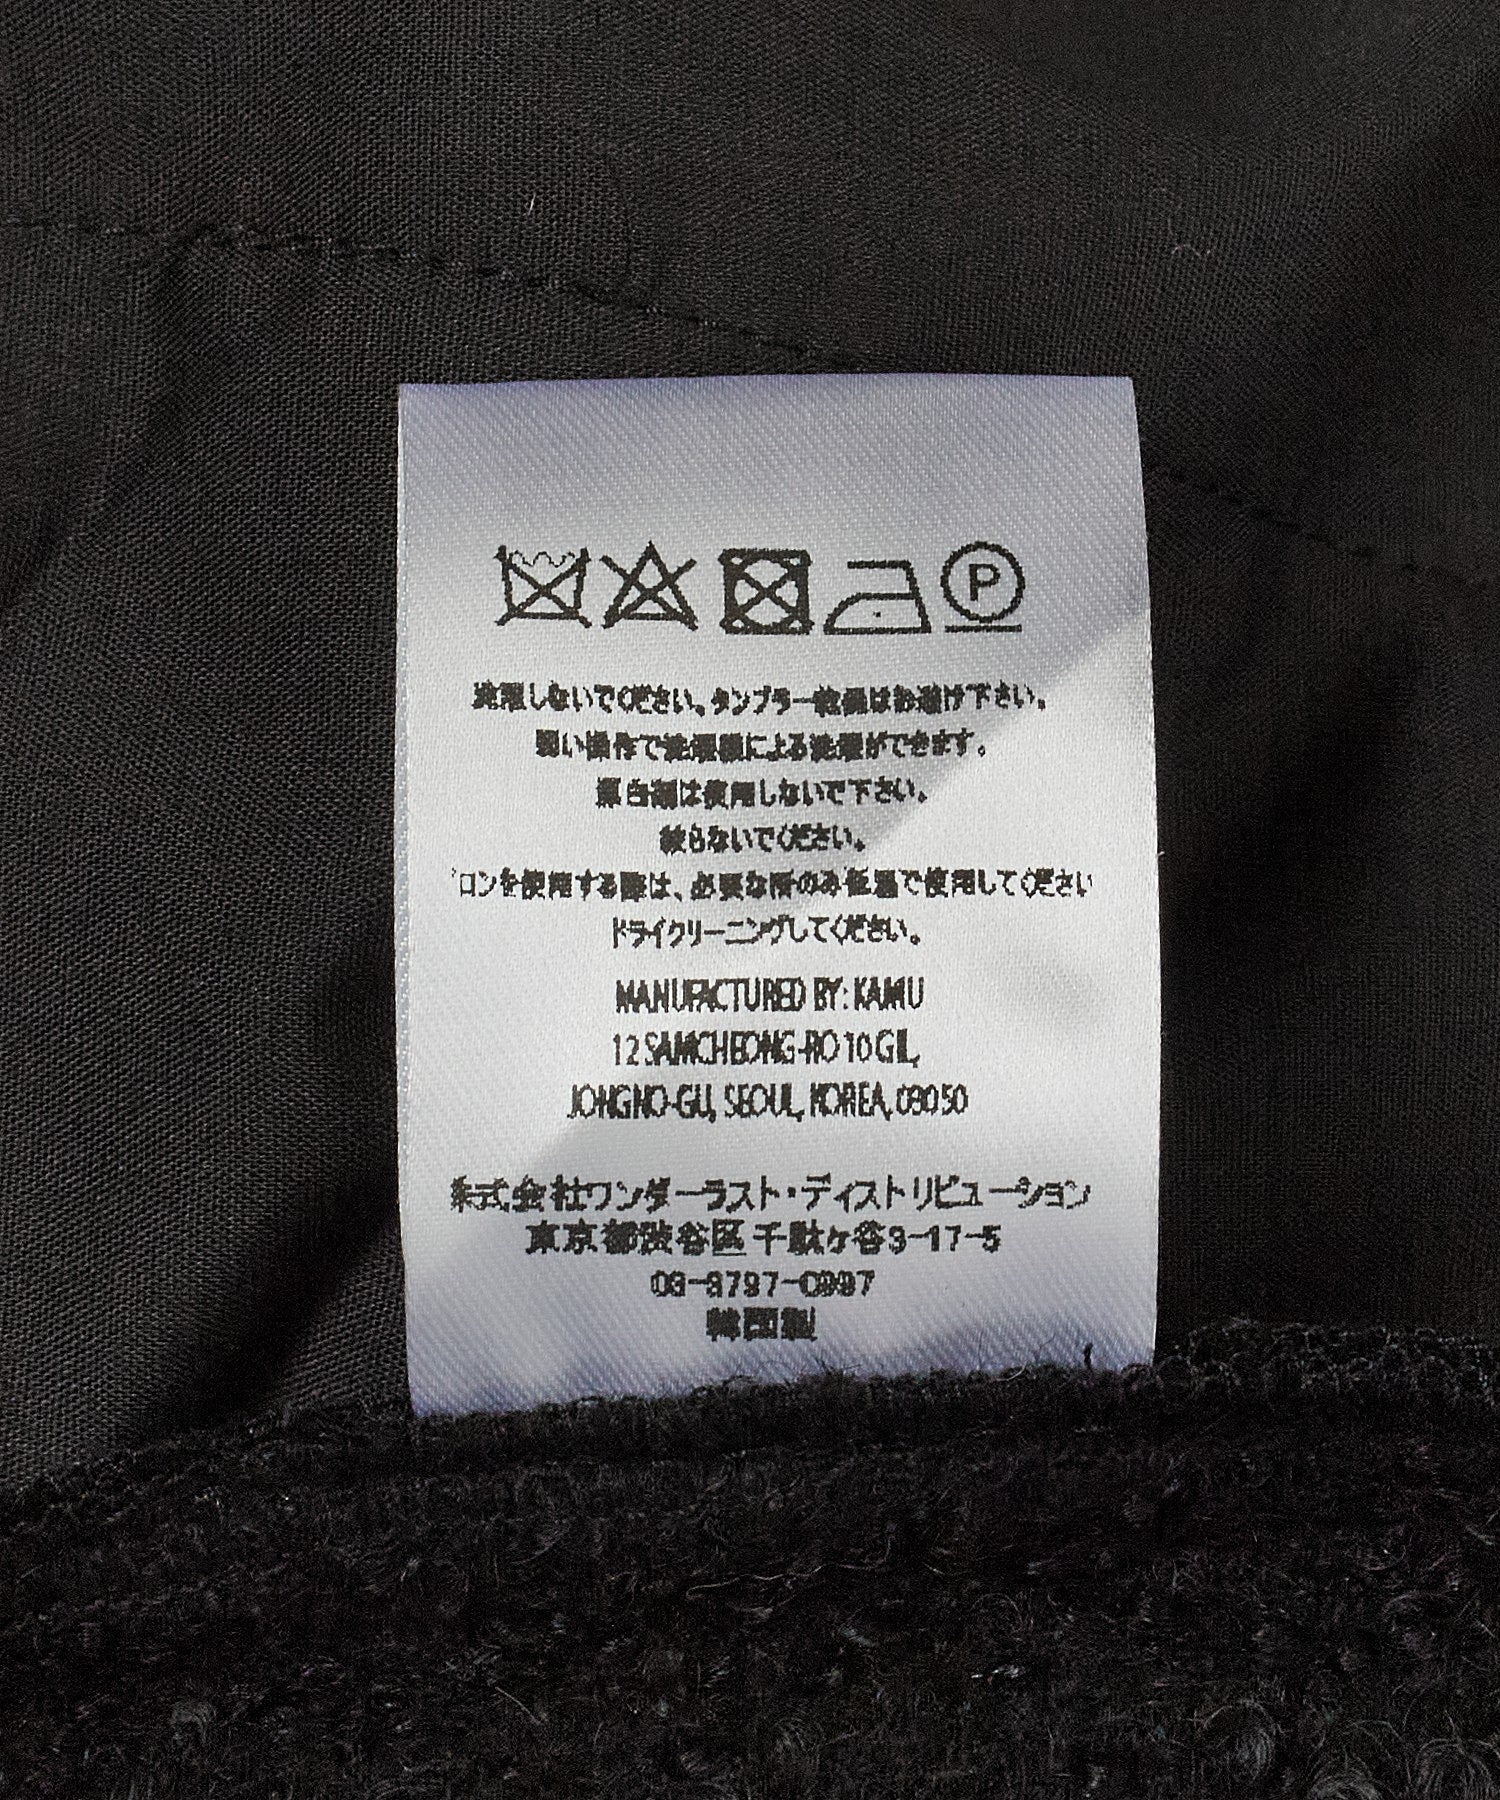 P
洗濯しないでください。タンブラー乾燥はお避け下さい。
弱い操作で洗濯機による洗濯ができます。
漂白剤は使用しないで下さい。
絞らないでください。
ロンを使用する際は、必要な所のみ低温で使用してください
ドライクリーニングしてください。
MANUFACTURED BY: KAMU
12 SAMCHEONG-RO 10 GIL,
JONGNO-GU, SEOUL, KOREA, 03050
株式会社ワンダーラスト・ディストリビューション
東京都渋谷区千駄ヶ谷3-17-5
03-3797-0997
韓国製